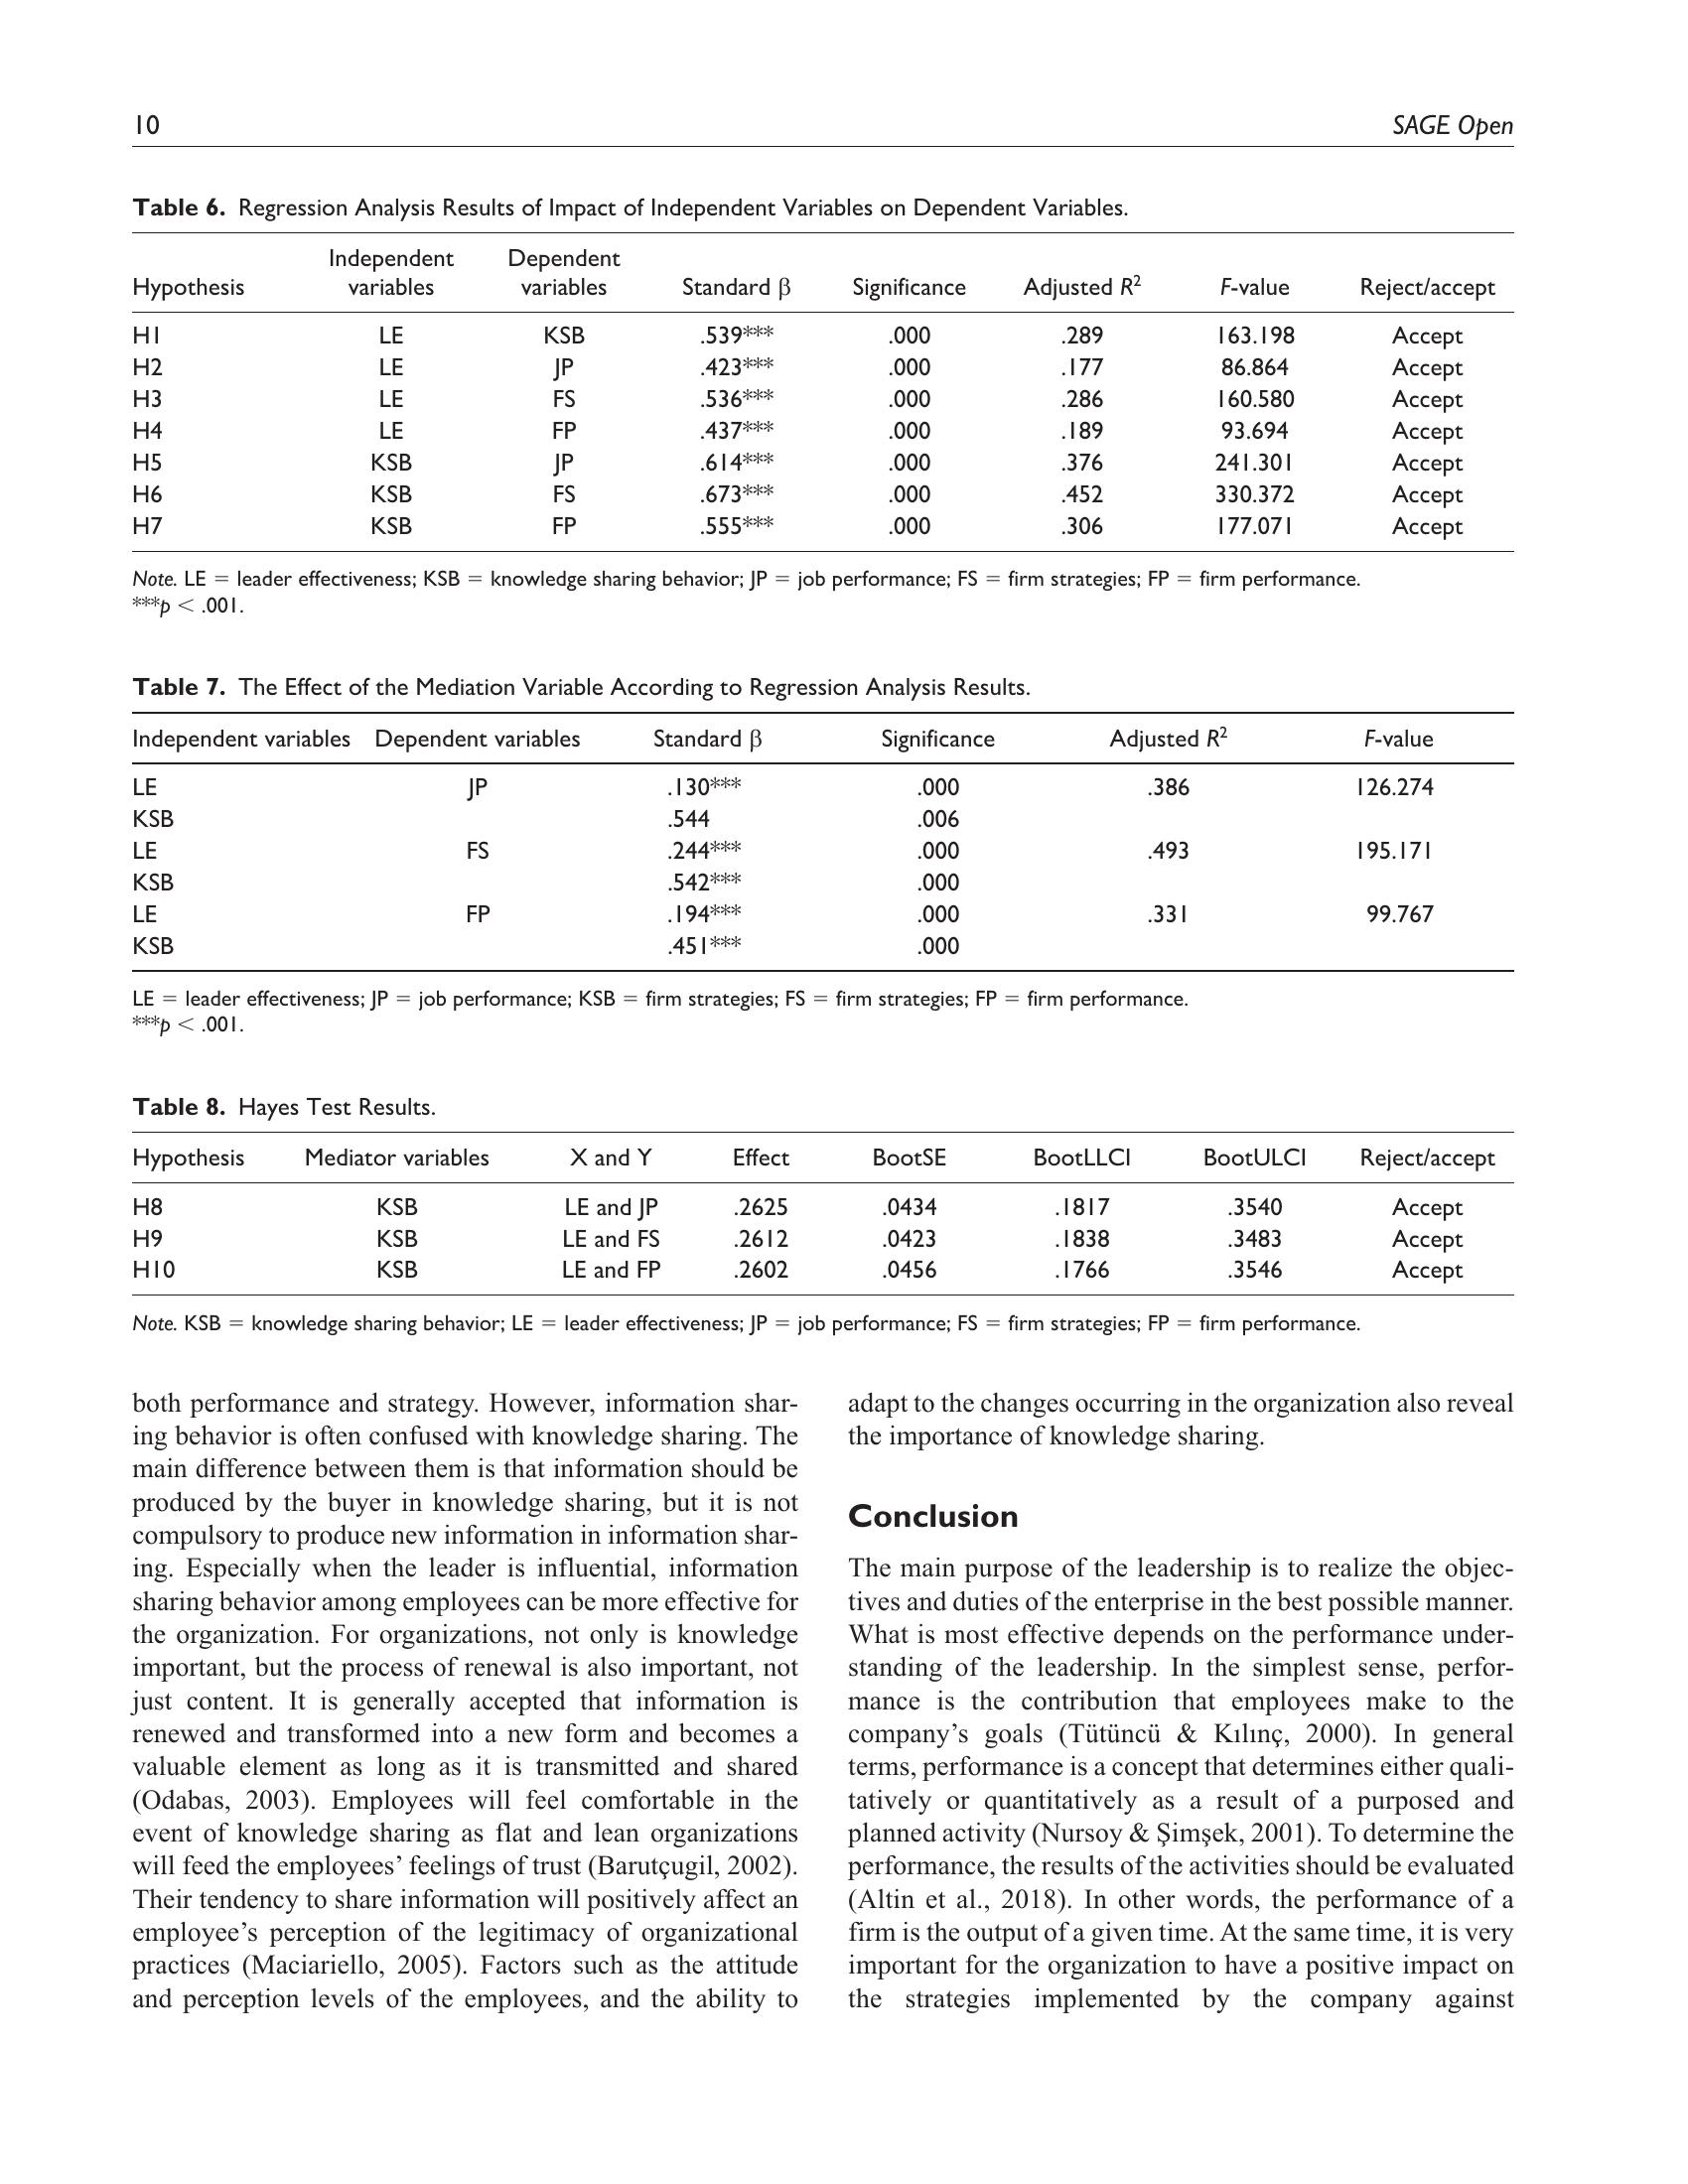 10 SAGE Open
Table 6. Regression Analysis Results of Impact of Independent Variables on Dependent Variables.
Hypothesis Independent variables Dependent variables Standard β Significance Adjusted R² F-value Reject/accept
H1 LE KSB .539*** .000 .289 163.198 Accept
H2 LE JP .423*** .000 .177 86.864 Accept
H3 LE FS .536*** .000 .286 160.580 Accept
H4 LE FP .437*** .000 .189 93.694 Accept
H5 KSB JP .614*** .000 .376 241.301 Accept
H6 KSB FS .673*** .000 .452 330.372 Accept
H7 KSB FP .555*** .000 .306 177.071 Accept
Note. LE = leader effectiveness; KSB = knowledge sharing behavior; JP = job performance; FS = firm strategies; FP = firm performance.
***p < .001.
Table 7. The Effect of the Mediation Variable According to Regression Analysis Results.
Independent variables Dependent variables Standard β Significance Adjusted R² F-value
LE JP .130*** .000 .386 126.274
KSB .544 .006
LE FS .244*** .000 .493 195.171
KSB .542*** .000
LE FP .194*** .000 .331 99.767
KSB .451*** .000
LE = leader effectiveness; JP = job performance; KSB = firm strategies; FS = firm strategies; FP = firm performance.
***p < .001.
Table 8. Hayes Test Results.
Hypothesis Mediator variables X and Y Effect BootSE BootLLCI BootULCI Reject/accept
H8 KSB LE and JP .2625 .0434 .1817 .3540 Accept
H9 KSB LE and FS .2612 .0423 .1838 .3483 Accept
H10 KSB LE and FP .2602 .0456 .1766 .3546 Accept
Note. KSB = knowledge sharing behavior; LE = leader effectiveness; JP = job performance; FS = firm strategies; FP = firm performance.
both performance and strategy. However, information shar-
ing behavior is often confused with knowledge sharing. The
main difference between them is that information should be
produced by the buyer in knowledge sharing, but it is not
compulsory to produce new information in information shar-
ing. Especially when the leader is influential, information
sharing behavior among employees can be more effective for
the organization. For organizations, not only is knowledge
important, but the process of renewal is also important, not
just content. It is generally accepted that information is
renewed and transformed into a new form and becomes a
valuable element as long as it is transmitted and shared
(Odabas, 2003). Employees will feel comfortable in the
event of knowledge sharing as flat and lean organizations
will feed the employees’ feelings of trust (Barutçugil, 2002).
Their tendency to share information will positively affect an
employee’s perception of the legitimacy of organizational
practices (Maciariello, 2005). Factors such as the attitude
and perception levels of the employees, and the ability to
adapt to the changes occurring in the organization also reveal
the importance of knowledge sharing.
Conclusion
The main purpose of the leadership is to realize the objec-
tives and duties of the enterprise in the best possible manner.
What is most effective depends on the performance under-
standing of the leadership. In the simplest sense, perfor-
mance is the contribution that employees make to the
company’s goals (Tütüncü & Kılınç, 2000). In general
terms, performance is a concept that determines either quali-
tatively or quantitatively as a result of a purposed and
planned activity (Nursoy & Şimşek, 2001). To determine the
performance, the results of the activities should be evaluated
(Altin et al., 2018). In other words, the performance of a
firm is the output of a given time. At the same time, it is very
important for the organization to have a positive impact on
the strategies implemented by the company against